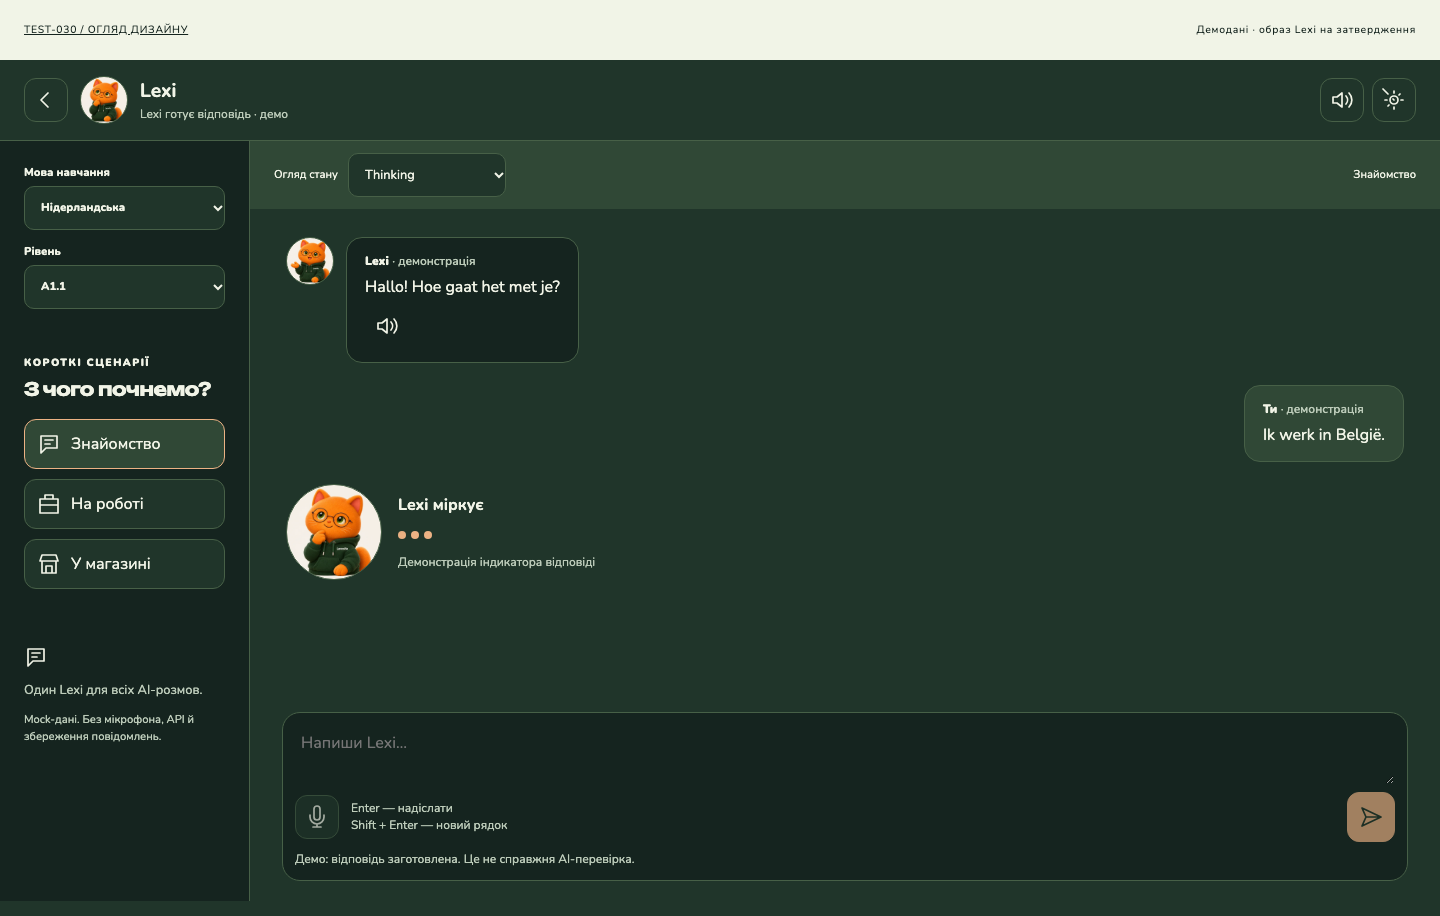 TEST-030 / ОГЛЯД ДИЗАЙНУ
Демодані · образ Lexi на затвердження
Lexi
Lexi готує відповідь · демо
Мова навчання
Нідерландська
Рівень
A1.1
КОРОТКІ СЦЕНАРІЇ
З чого почнемо?
Знайомство
На роботі
У магазині
Один Lexi для всіх AI-розмов.
Mock-дані. Без мікрофона, API й
збереження повідомлень.
Огляд стану
Thinking
Знайомство
Lexi · демонстрація
Hallo! Hoe gaat het met je?
Ти · демонстрація
Ik werk in België.
Lexi міркує
Демонстрація індикатора відповіді
Напиши Lexi...
Enter — надіслати
Shift + Enter — новий рядок
Демо: відповідь заготовлена. Це не справжня AI-перевірка.